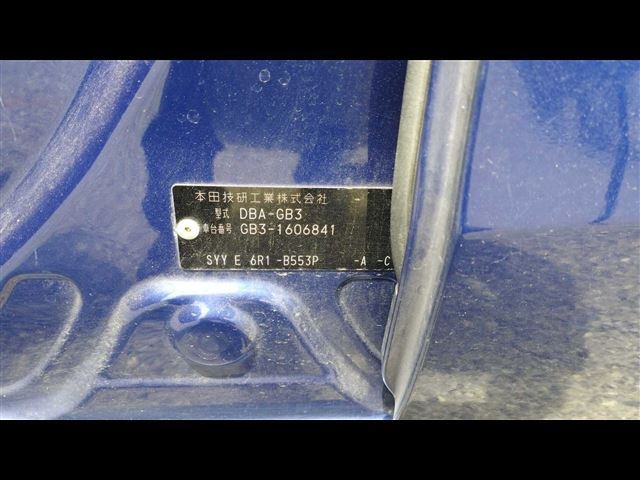 本田技研工業株式会社 -
型式 DBA-GB3
車台番号 GB3-1606841
SYY E 6R1 -B553P -A -C